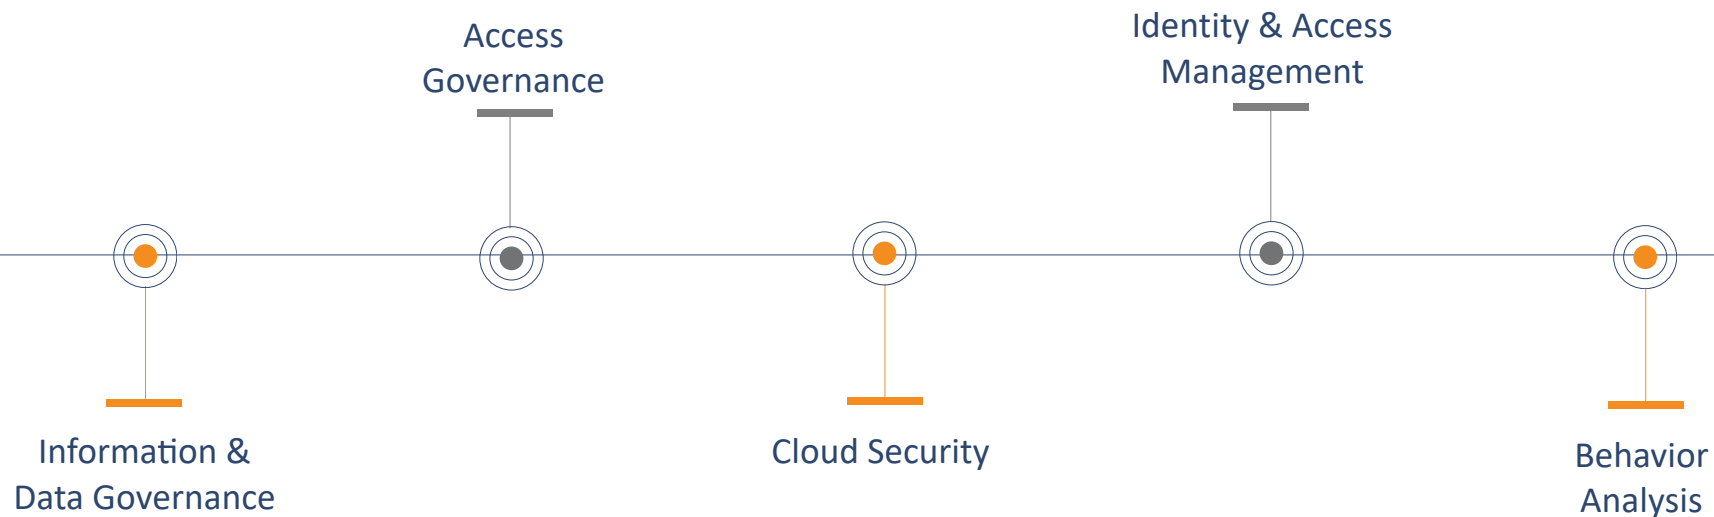 Information &
Data Governance
Access
Governance
Cloud Security
Identity & Access
Management
Behavior
Analysis